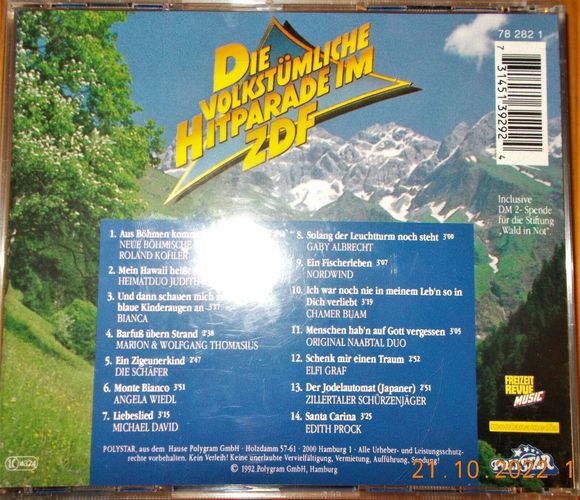 DIE
VOLKSTÜMLICHE
HITPARADE IM
ZDF
78 282 1
7 31451 39292 4
Inclusive
DM 2- Spende
für die Stiftung
„Wald in Not"
1. Aus Böhmen
NEUE BÖHMISCHE
ROLAND KOHLER
2. Mein Hawaii heißt
HEIMATDUO JUDITH
3. Und dann schauen mich
blaue Kinderaugen an 3'37
BIANCA
4. Barfuß übern Strand 2'38
MARION & WOLFGANG THOMASIUS
5. Ein Zigeunerkind 2'47
DIE SCHÄFER
6. Monte Bianco 3'51
ANGELA WIEDL
7. Liebeslied 3'15
MICHAEL DAVID
8. Solang der Leuchtturm noch steht 3'00
GABY ALBRECHT
9. Ein Fischerleben 3'07
NORDWIND
10. Ich war noch nie in meinem Leb'n so in
Dich verliebt 3'19
CHAMER BUAM
11. Menschen hab'n auf Gott vergessen 3'05
ORIGINAL NAABTAL DUO
12. Schenk mir einen Traum 2'52
ELFI GRAF
13. Der Jodelautomat (Japaner) 2'51
ZILLERTALER SCHÜRZENJÄGER
14. Santa Carina 3'25
EDITH PROCK
FREIZEIT
REVUE
MUSIC
POLYSTAR, aus dem Hause Polygram GmbH - Holzdamm 57-61 - 2000 Hamburg 1 - Alle Urheber- und Leistungsschutz-
rechte vorbehalten. Kein Verleih! Keine unerlaubte Vervielfältigung, Vermietung, Aufführung, Sendung!
© 1992 Polygram GmbH, Hamburg
LC 4324
polystar
21.10.2022 1